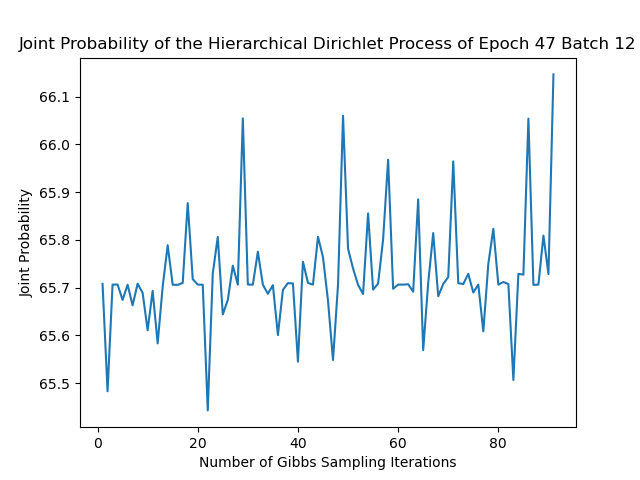 Joint Probability of the Hierarchical Dirichlet Process of Epoch 47 Batch 12
66.1
66.0
65.9
65.8
65.7
65.6
65.5
Joint Probability
0 20 40 60 80
Number of Gibbs Sampling Iterations